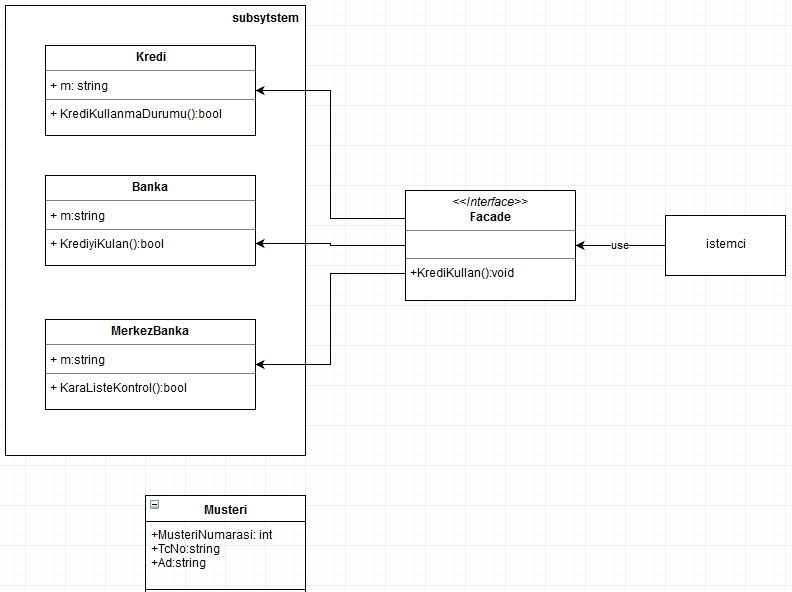 subsytstem
Kredi
+ m: string
+ KrediKullanmaDurumu():bool
Banka
+ m:string
+ KrediyiKulan():bool
MerkezBanka
+ m:string
+ KaraListeKontrol():bool
<<Interface>>
Facade
+KrediKullan():void
use
istemci
Musteri
+MusteriNumarasi: int
+TcNo:string
+Ad:string